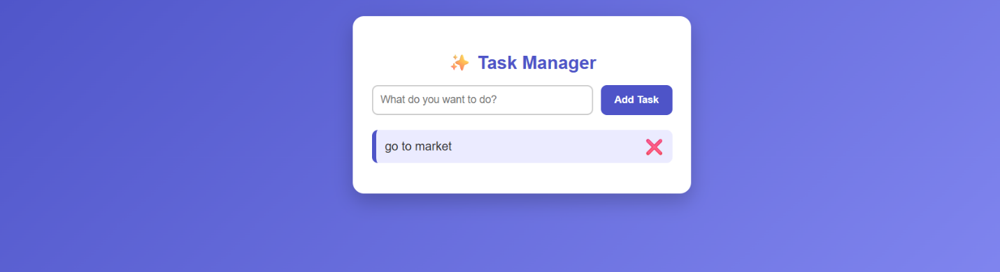 ✨ Task Manager
What do you want to do?
Add Task
go to market